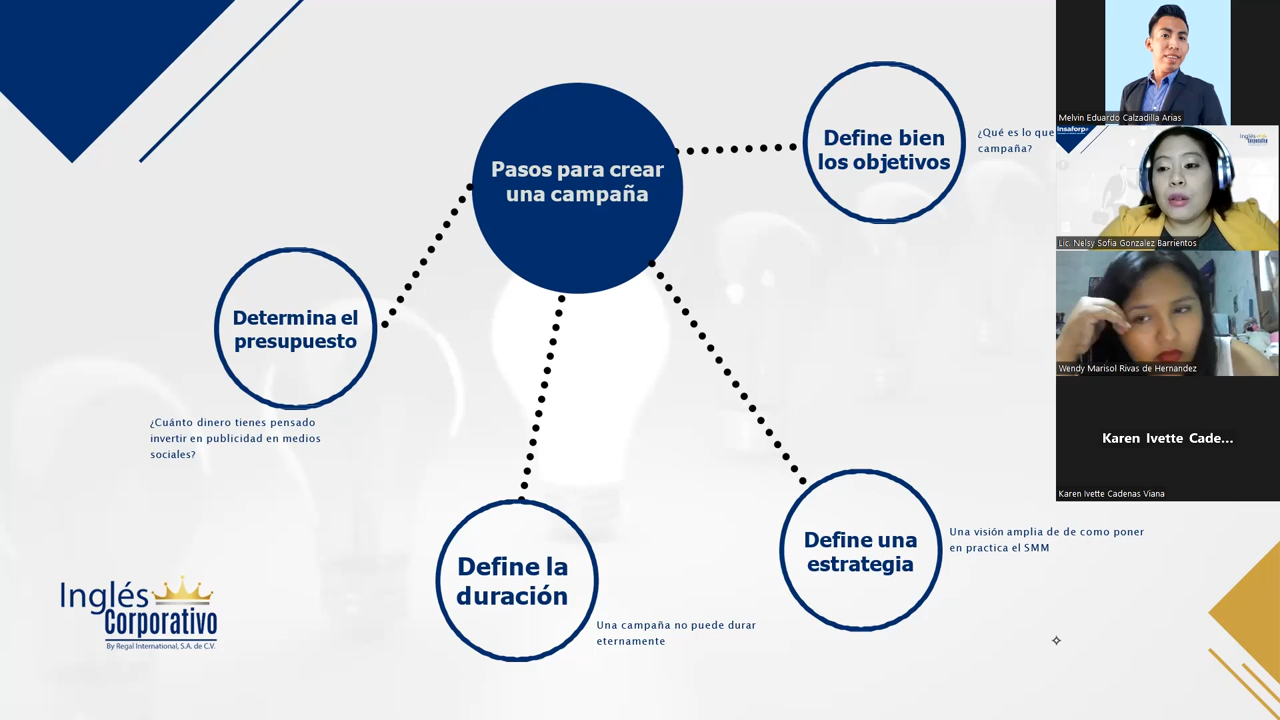 Pasos para crear
una campaña
Define bien
los objetivos
¿Qué es lo que
campaña?
Determina el
presupuesto
¿Cuánto dinero tienes pensado
invertir en publicidad en medios
sociales?
Define la
duración
Una campaña no puede durar
eternamente
Define una
estrategia
Una visión amplia de de como poner
en practica el SMM
Inglés
Corporativo
By Regal International, S.A. de C.V.
Melvin Eduardo Calzadilla Arias
Insaforp
Inglés
Corporativo
Lic. Nelsy Sofia Gonzalez Barrientos
Wendy Marisol Rivas de Hernandez
Karen Ivette Cade...
Karen Ivette Cadenas Viana